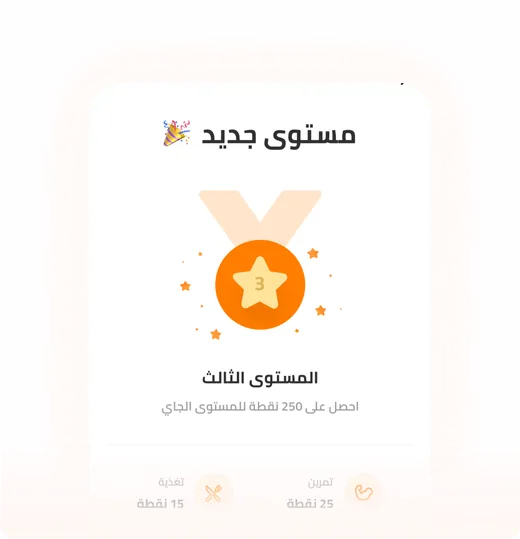 مستوى جديد 🎉
3
المستوى الثالث
احصل على 250 نقطة للمستوى الجاي
تمرين
25 نقطة
تغذية
15 نقطة